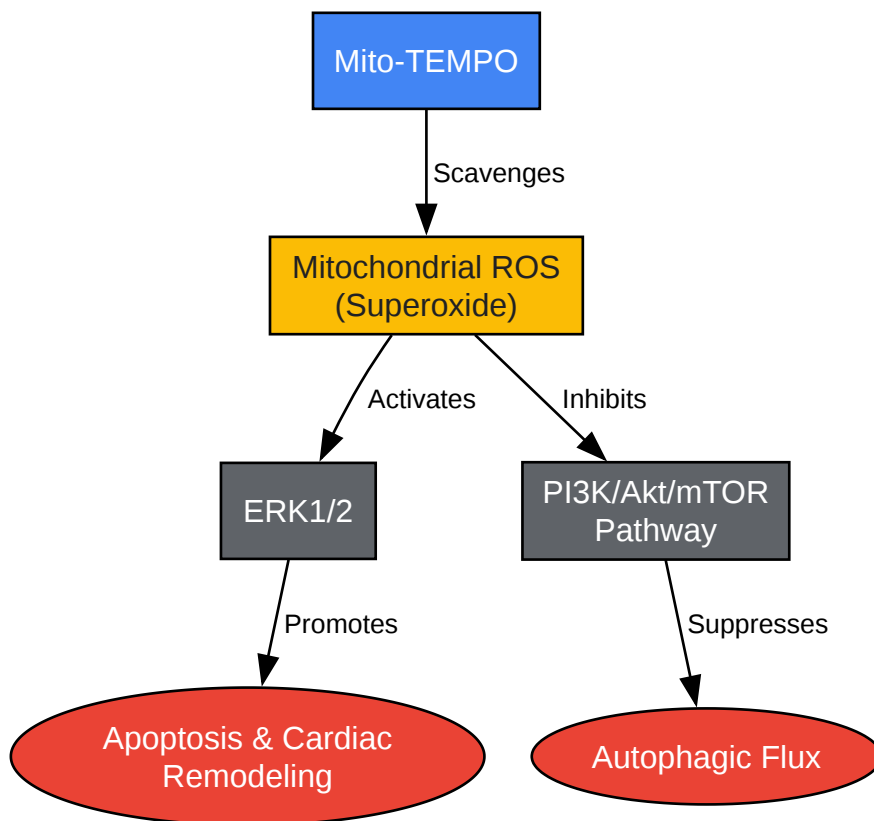 Mito-TEMPO
Scavenges
Mitochondrial ROS
(Superoxide)
Activates
Inhibits
ERK1/2
PI3K/Akt/mTOR
Pathway
Promotes
Suppresses
Apoptosis & Cardiac
Remodeling
Autophagic Flux